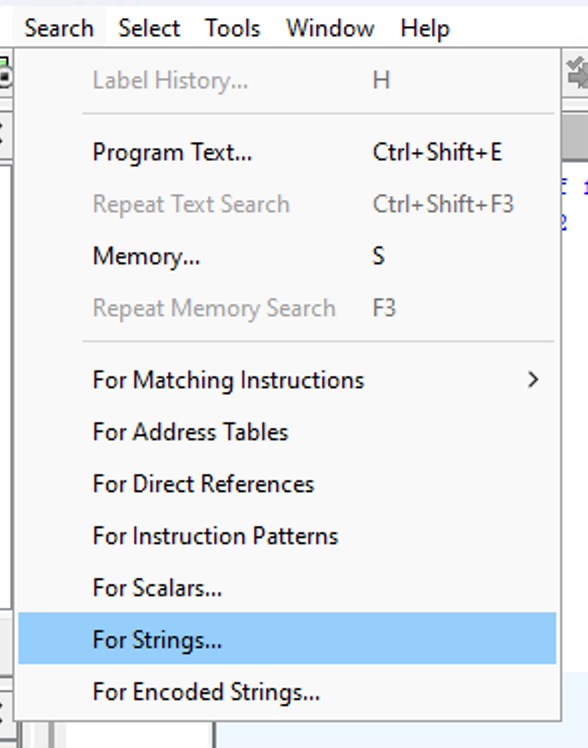 Search Select Tools Window Help
Label History... H
Program Text... Ctrl+Shift+E
Repeat Text Search Ctrl+Shift+F3
Memory... S
Repeat Memory Search F3
For Matching Instructions
For Address Tables
For Direct References
For Instruction Patterns
For Scalars...
For Strings...
For Encoded Strings...